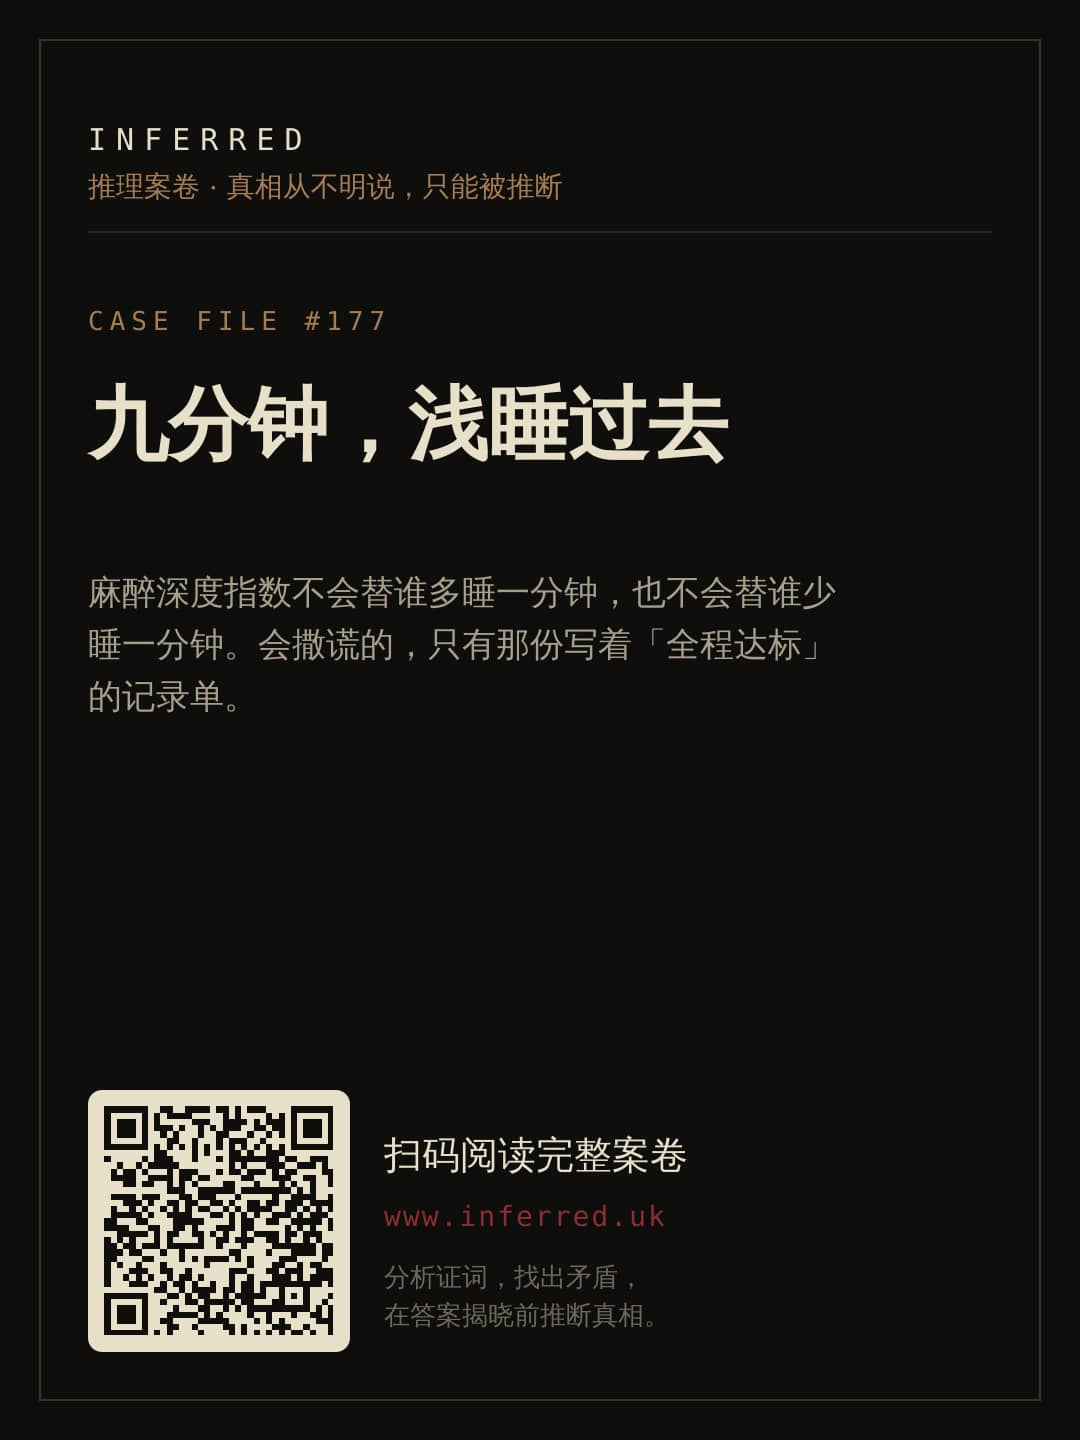 INFERRED
推理案卷 · 真相从不明说，只能被推断
CASE FILE #177
九分钟，浅睡过去
麻醉深度指数不会替谁多睡一分钟，也不会替谁少
睡一分钟。会撒谎的，只有那份写着「全程达标」
的记录单。
扫码阅读完整案卷
www.inferred.uk
分析证词，找出矛盾，
在答案揭晓前推断真相。